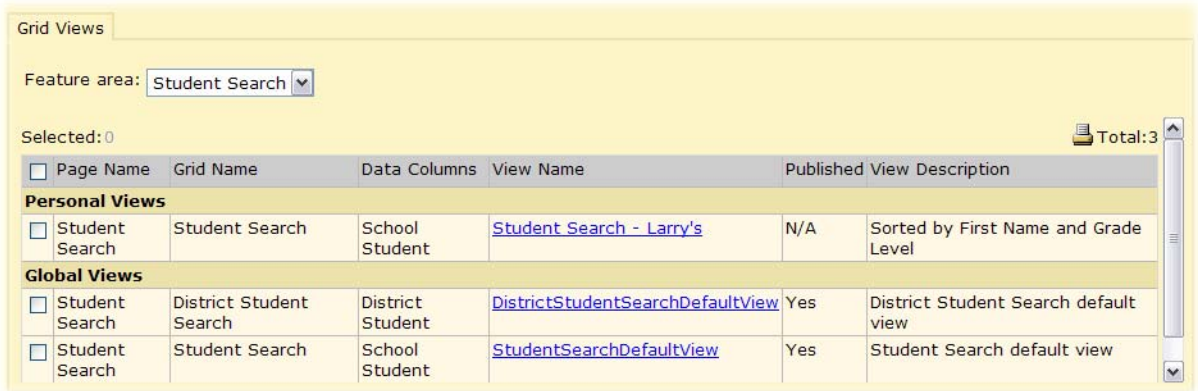 Grid Views
Feature area: Student Search
Selected: 0 Total:3
Page Name Grid Name Data Columns View Name Published View Description
Personal Views
Student Student Search School Student Search - Larry's N/A Sorted by First Name and Grade
Search Student Level
Global Views
Student District Student District DistrictStudentSearchDefaultView Yes District Student Search default
Search Search Student view
Student Student Search School StudentSearchDefaultView Yes Student Search default view
Search Student